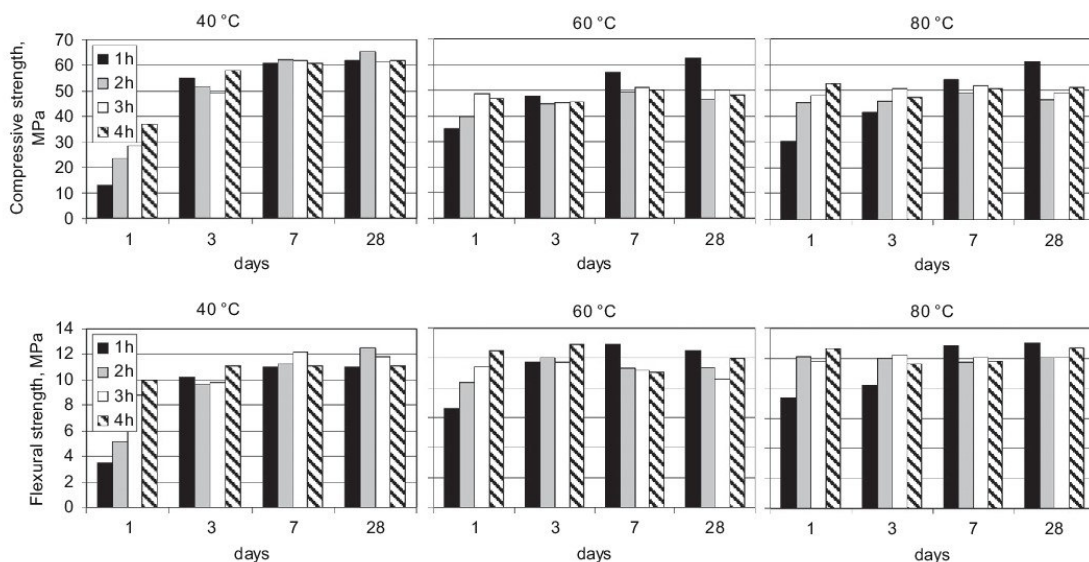 40 °C
60 °C
80 °C
Compressive strength,
MPa
70
60
50
40
30
20
10
0
1h
2h
3h
4h
1 3 7 28
days
1 3 7 28
days
1 3 7 28
days
40 °C
60 °C
80 °C
Flexural strength, MPa
14
12
10
8
6
4
2
0
1h
2h
3h
4h
1 3 7 28
days
1 3 7 28
days
1 3 7 28
days